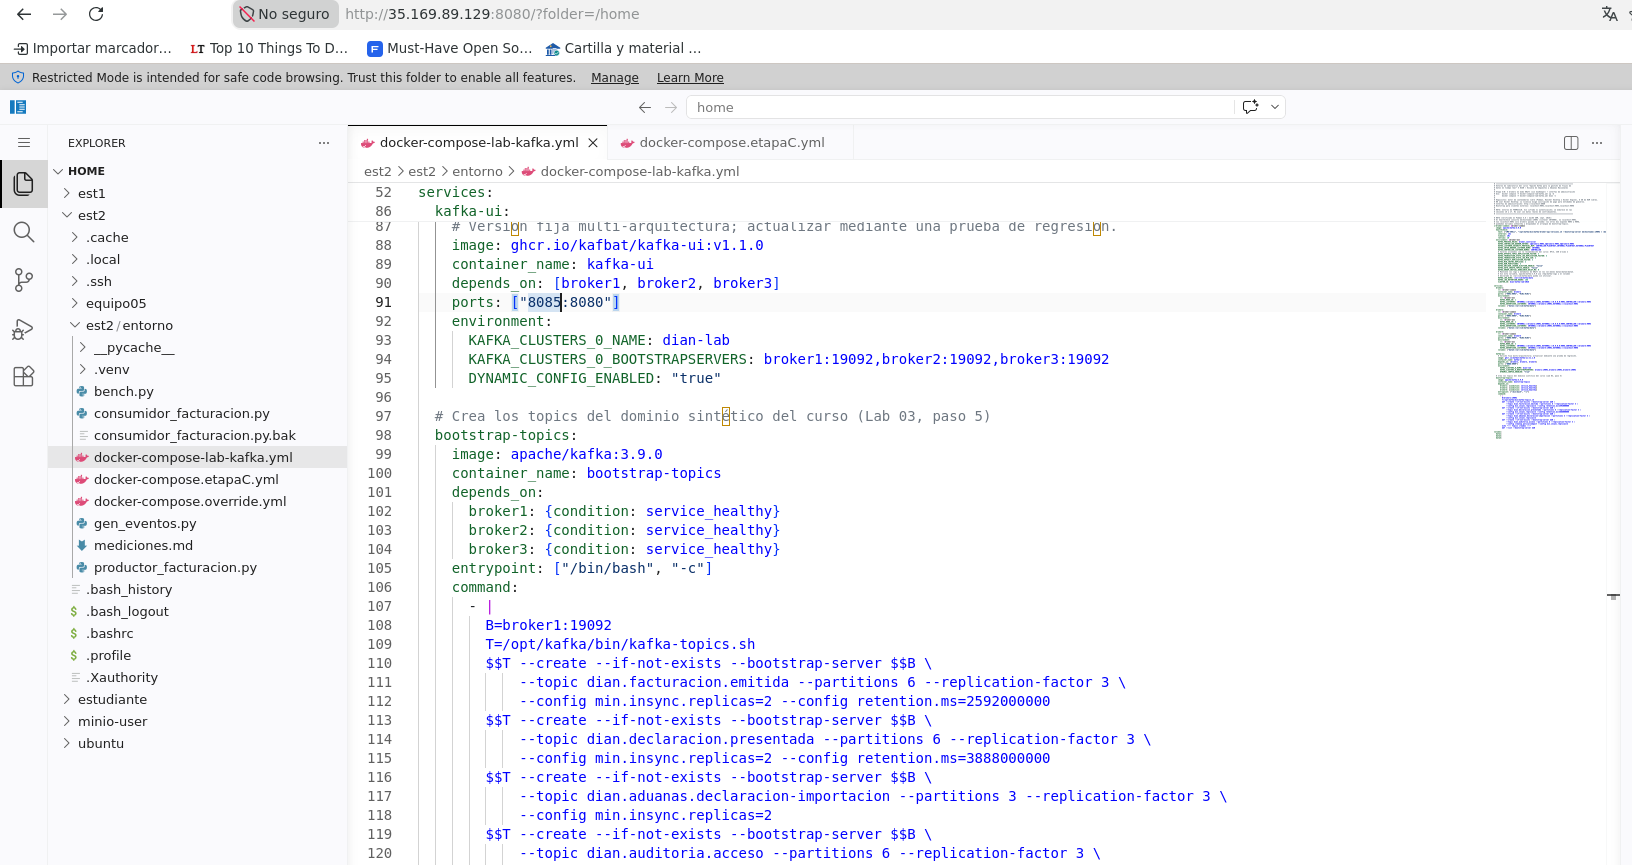 No seguro
http://35.169.89.129:8080/?folder=/home
Importar marcador...
LT Top 10 Things To D...
F Must-Have Open So...
Cartilla y material ...
Restricted Mode is intended for safe code browsing. Trust this folder to enable all features. Manage Learn More
home
EXPLORER
HOME
est1
est2
.cache
.local
.ssh
equipo05
est2/entorno
__pycache__
.venv
bench.py
consumidor_facturacion.py
consumidor_facturacion.py.bak
docker-compose-lab-kafka.yml
docker-compose.etapaC.yml
docker-compose.override.yml
gen_eventos.py
mediciones.md
productor_facturacion.py
.bash_history
.bash_logout
.bashrc
.profile
.Xauthority
estudiante
minio-user
ubuntu
docker-compose-lab-kafka.yml
docker-compose.etapaC.yml
est2 > est2 > entorno > docker-compose-lab-kafka.yml
52 services:
86 kafka-ui:
87 # Versión fija multi-arquitectura; actualizar mediante una prueba de regresión.
88 image: ghcr.io/kafbat/kafka-ui:v1.1.0
89 container_name: kafka-ui
90 depends_on: [broker1, broker2, broker3]
91 ports: ["8085:8080"]
92 environment:
93 KAFKA_CLUSTERS_0_NAME: dian-lab
94 KAFKA_CLUSTERS_0_BOOTSTRAPSERVERS: broker1:19092,broker2:19092,broker3:19092
95 DYNAMIC_CONFIG_ENABLED: "true"
96
97 # Crea los topics del dominio sintético del curso (Lab 03, paso 5)
98 bootstrap-topics:
99 image: apache/kafka:3.9.0
100 container_name: bootstrap-topics
101 depends_on:
102 broker1: {condition: service_healthy}
103 broker2: {condition: service_healthy}
104 broker3: {condition: service_healthy}
105 entrypoint: ["/bin/bash", "-c"]
106 command:
107 - |
108 B=broker1:19092
109 T=/opt/kafka/bin/kafka-topics.sh
110 $$T --create --if-not-exists --bootstrap-server $$B \
111 --topic dian.facturacion.emitida --partitions 6 --replication-factor 3 \
112 --config min.insync.replicas=2 --config retention.ms=2592000000
113 $$T --create --if-not-exists --bootstrap-server $$B \
114 --topic dian.declaracion.presentada --partitions 6 --replication-factor 3 \
115 --config min.insync.replicas=2 --config retention.ms=3888000000
116 $$T --create --if-not-exists --bootstrap-server $$B \
117 --topic dian.aduanas.declaracion-importacion --partitions 3 --replication-factor 3 \
118 --config min.insync.replicas=2
119 $$T --create --if-not-exists --bootstrap-server $$B \
120 --topic dian.auditoria.acceso --partitions 6 --replication-factor 3 \